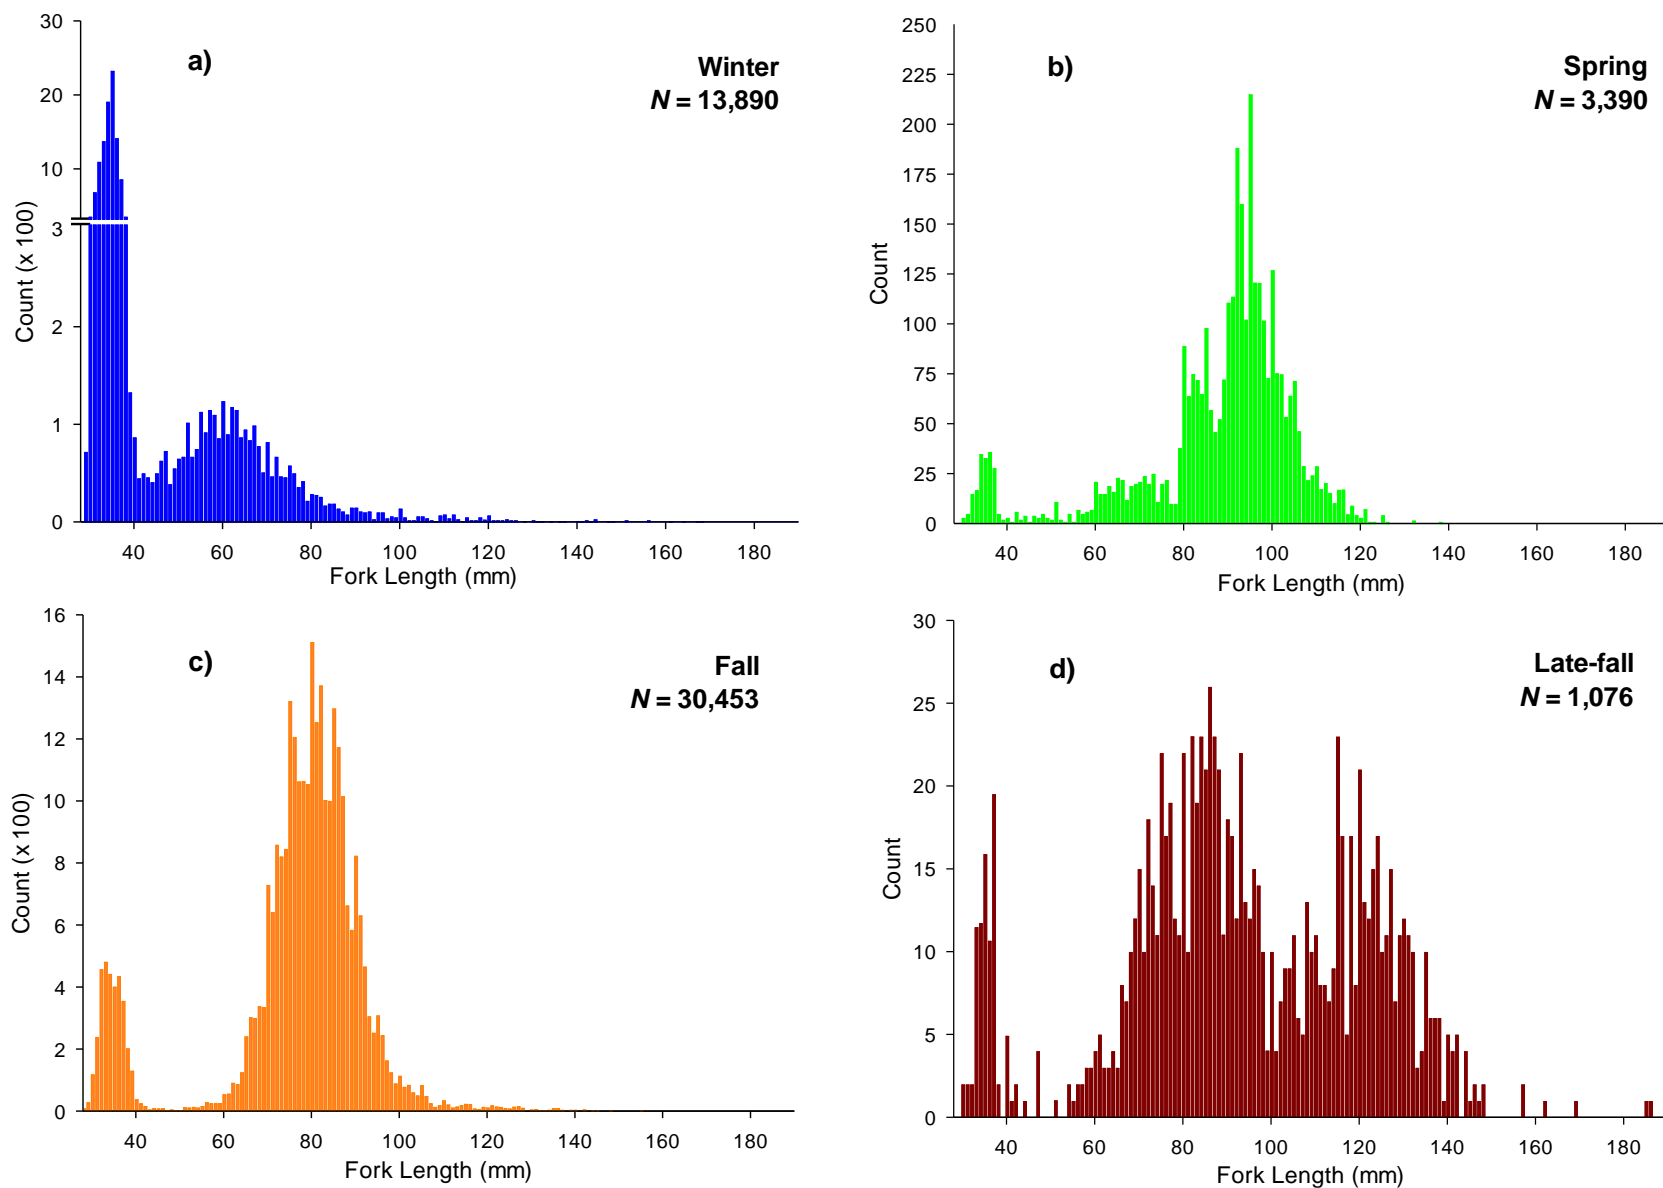 a)
Winter
N = 13,890
30
20
10
3
2
1
0
Count (x 100)
40 60 80 100 120 140 160 180
Fork Length (mm)
b)
Spring
N = 3,390
250
225
200
175
150
125
100
75
50
25
0
Count
40 60 80 100 120 140 160 180
Fork Length (mm)
c)
Fall
N = 30,453
16
14
12
10
8
6
4
2
0
Count (x 100)
40 60 80 100 120 140 160 180
Fork Length (mm)
d)
Late-fall
N = 1,076
30
25
20
15
10
5
0
Count
40 60 80 100 120 140 160 180
Fork Length (mm)